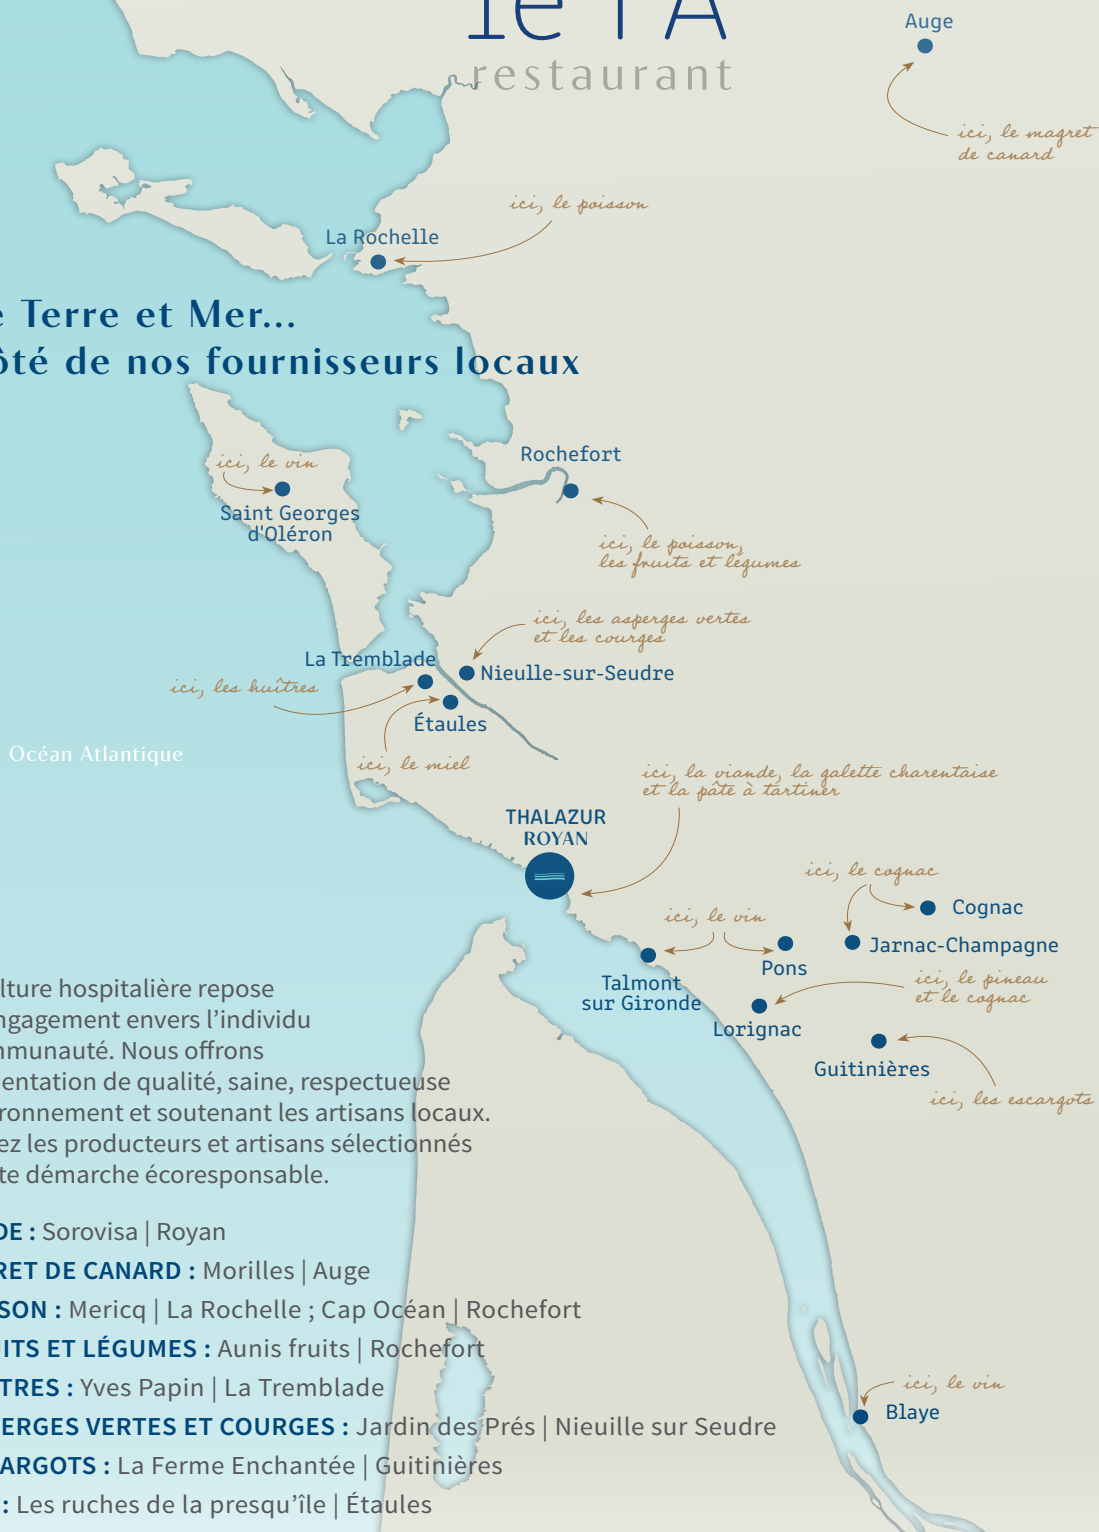 le TA
restaurant
Auge
ici, le magret
de canard
ici, le poisson
La Rochelle
e Terre et Mer...
ôté de nos fournisseurs locaux
Rochefort
ici, le vin
Saint Georges
d'Oléron
ici, le poisson,
les fruits et légumes
ici, les asperges vertes
et les courges
La Tremblade
Nieulle-sur-Seudre
ici, les huîtres
Étaules
Océan Atlantique
ici, le miel
ici, la viande, la galette charentaise
et la pâte à tartiner
THALAZUR
ROYAN
ici, le cognac
Cognac
ici, le vin
Jarnac-Champagne
Pons
Talmont
sur Gironde
ici, le pineau
et le cognac
Lorignac
Guitinières
ici, les escargots
lture hospitalière repose
ngagement envers l’individu
mmunauté. Nous offrons
entation de qualité, saine, respectueuse
ronnement et soutenant les artisans locaux.
ez les producteurs et artisans sélectionnés
te démarche écoresponsable.
DE : Sorovisa | Royan
RET DE CANARD : Morilles | Auge
SON : Mericq | La Rochelle ; Cap Océan | Rochefort
UITS ET LÉGUMES : Aunis fruits | Rochefort
TRES : Yves Papin | La Tremblade
ERGES VERTES ET COURGES : Jardin des Prés | Nieuille sur Seudre
ARGOTS : La Ferme Enchantée | Guitinières
: Les ruches de la presqu’île | Étaules
ici, le vin
Blaye